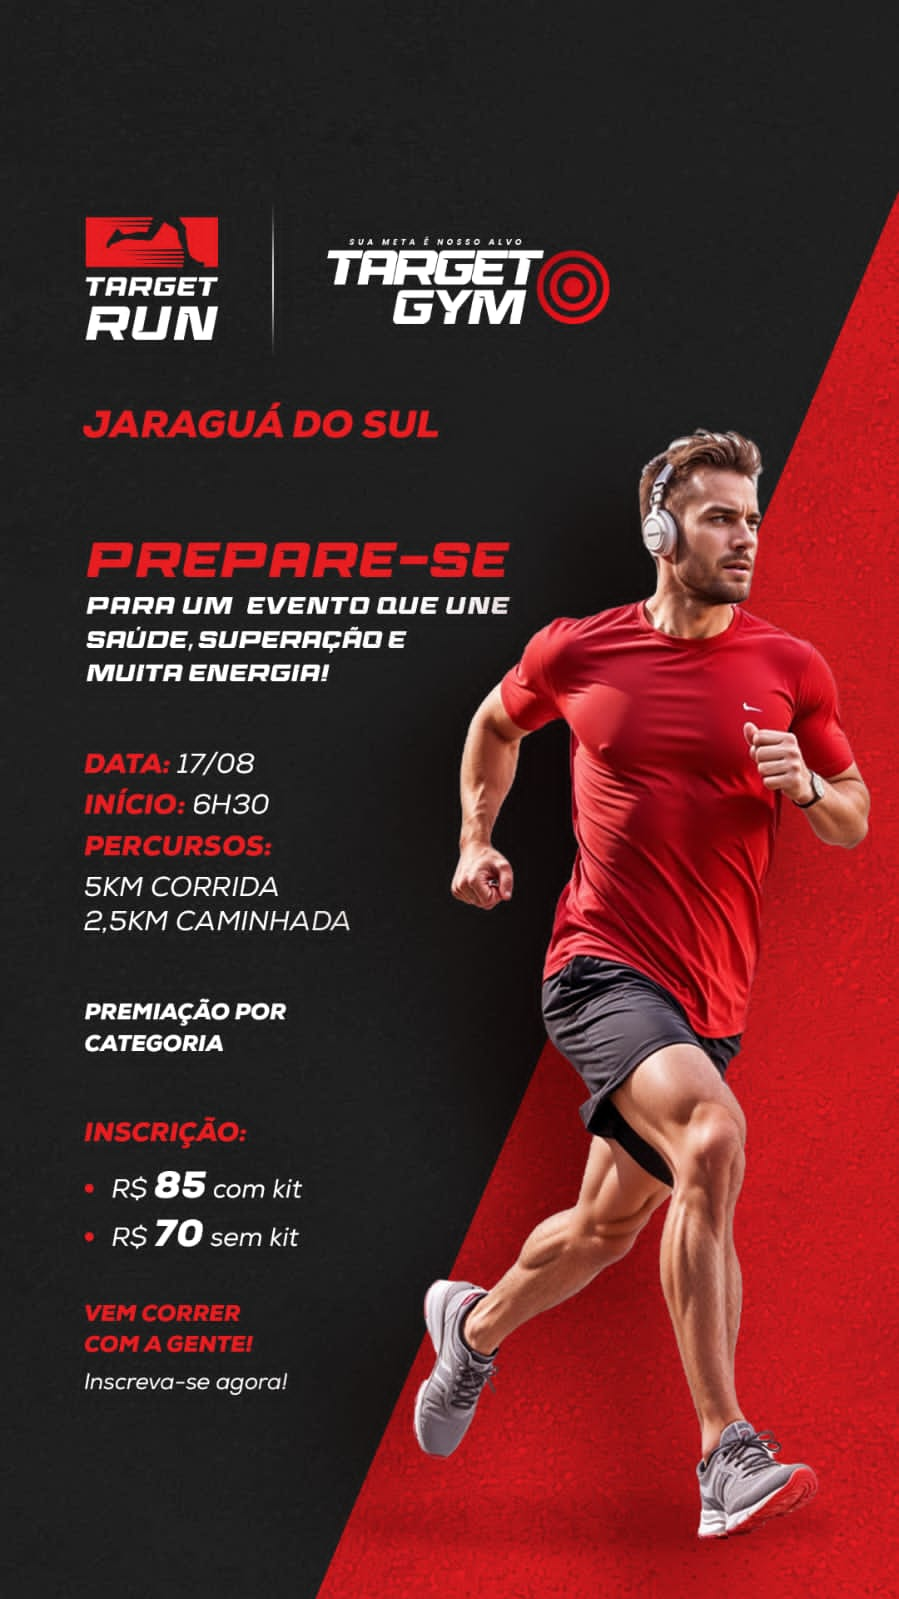 TARGET
RUN
SUA META É NOSSO ALVO
TARGET
GYM
JARAGUÁ DO SUL
PREPARE-SE
PARA UM EVENTO QUE UNE
SAÚDE, SUPERAÇÃO E
MUITA ENERGIA!
DATA: 17/08
INÍCIO: 6H30
PERCURSOS:
5KM CORRIDA
2,5KM CAMINHADA
PREMIAÇÃO POR
CATEGORIA
INSCRIÇÃO:
• R$ 85 com kit
• R$ 70 sem kit
VEM CORRER
COM A GENTE!
Inscreva-se agora!